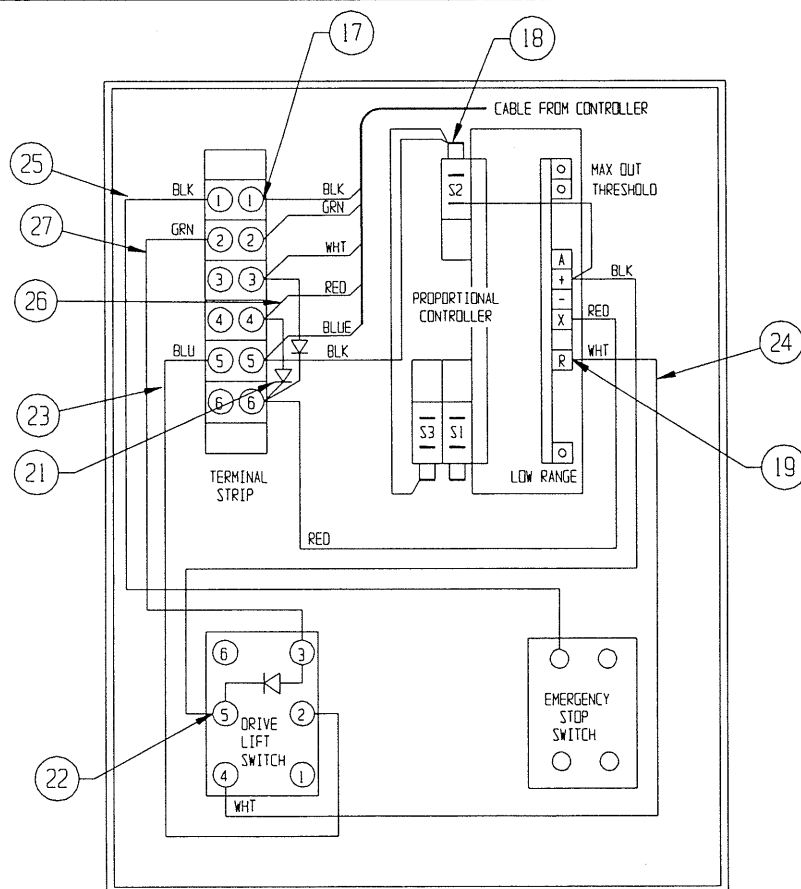 17
18
CABLE FROM CONTROLLER
25
BLK
1 1
BLK
S2
MAX OUT
THRESHOLD
27
GRN
2 2
GRN
3 3
WHT
A
+
BLK
26
4 4
RED
PROPORTIONAL
CONTROLLER
-
X
RED
BLU
5 5
BLUE
BLK
R
WHT
24
23
6 6
S3
S1
21
TERMINAL
STRIP
LOW RANGE
19
RED
6
3
5
2
DRIVE
LIFT
SWITCH
EMERGENCY
STOP
SWITCH
22
4
1
WHT